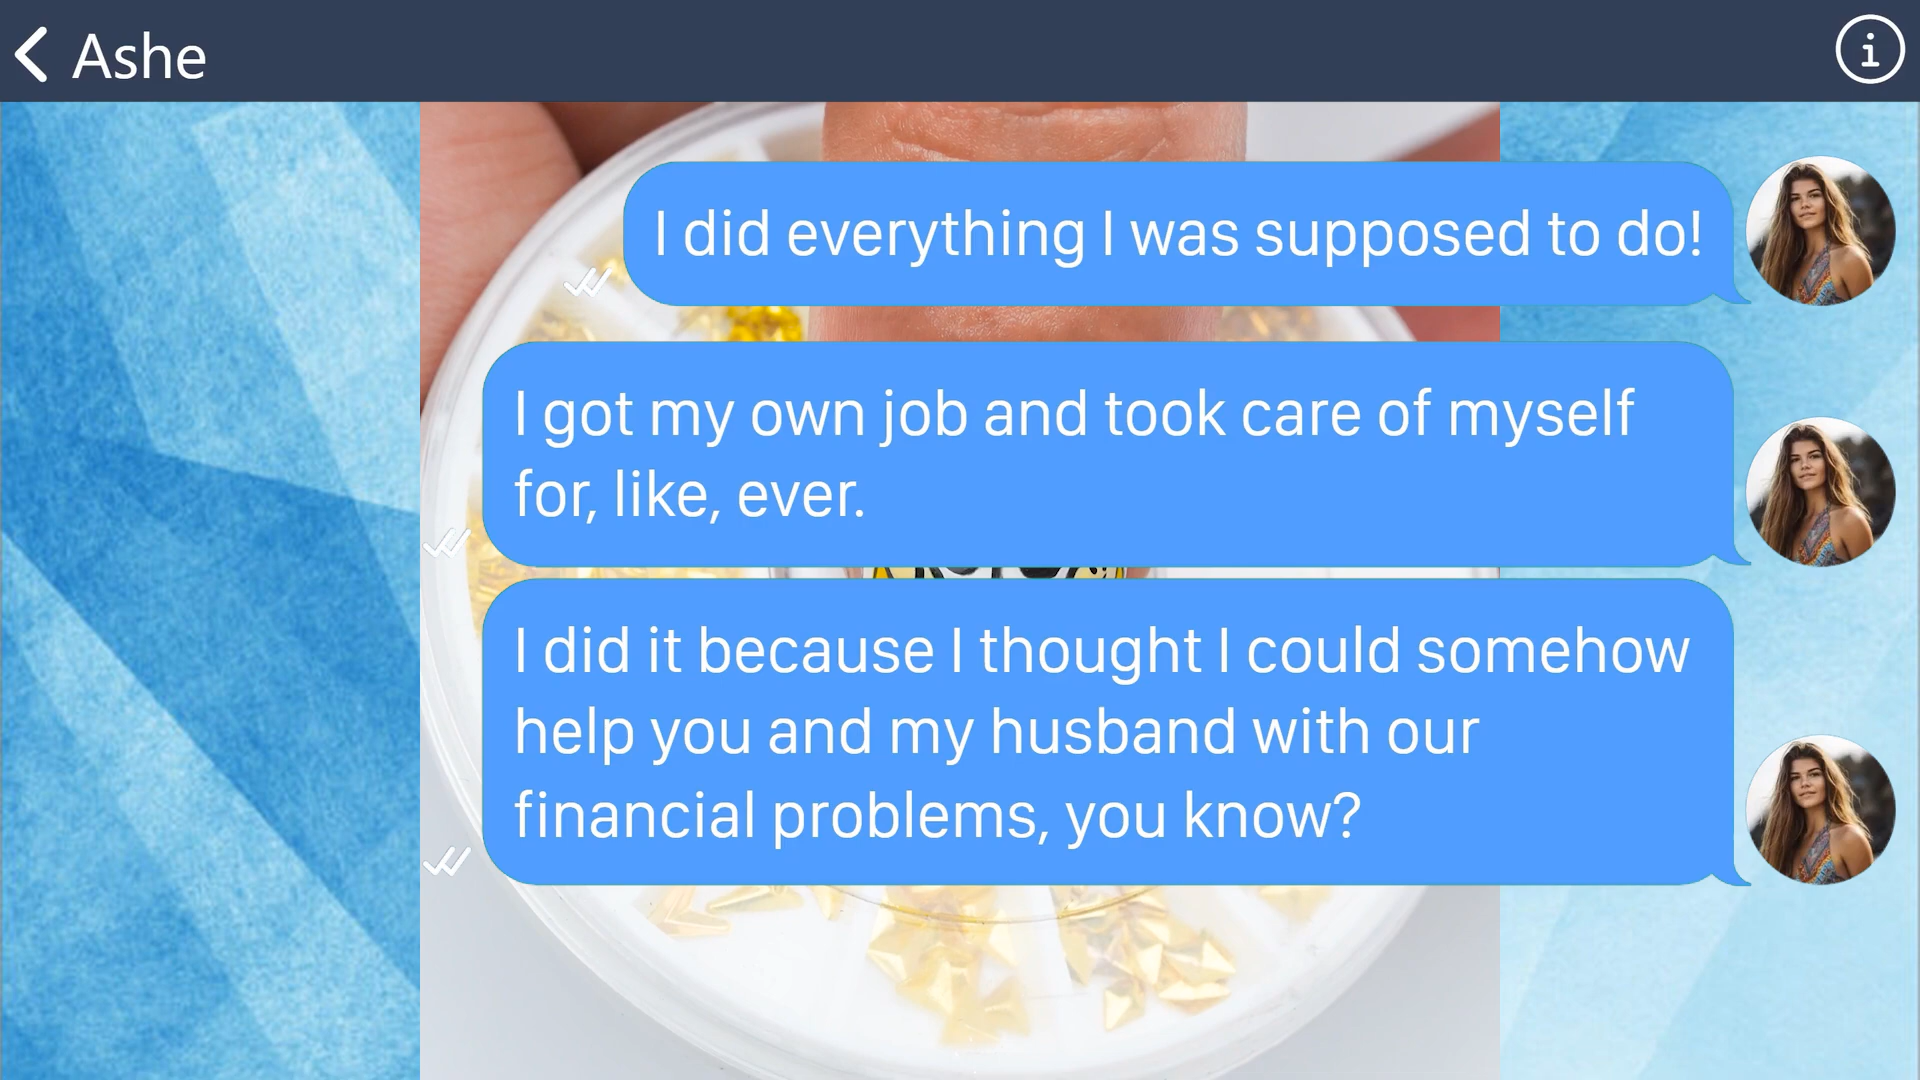 Ashe
I did everything I was supposed to do!
I got my own job and took care of myself
for, like, ever.
I did it because I thought I could somehow
help you and my husband with our
financial problems, you know?